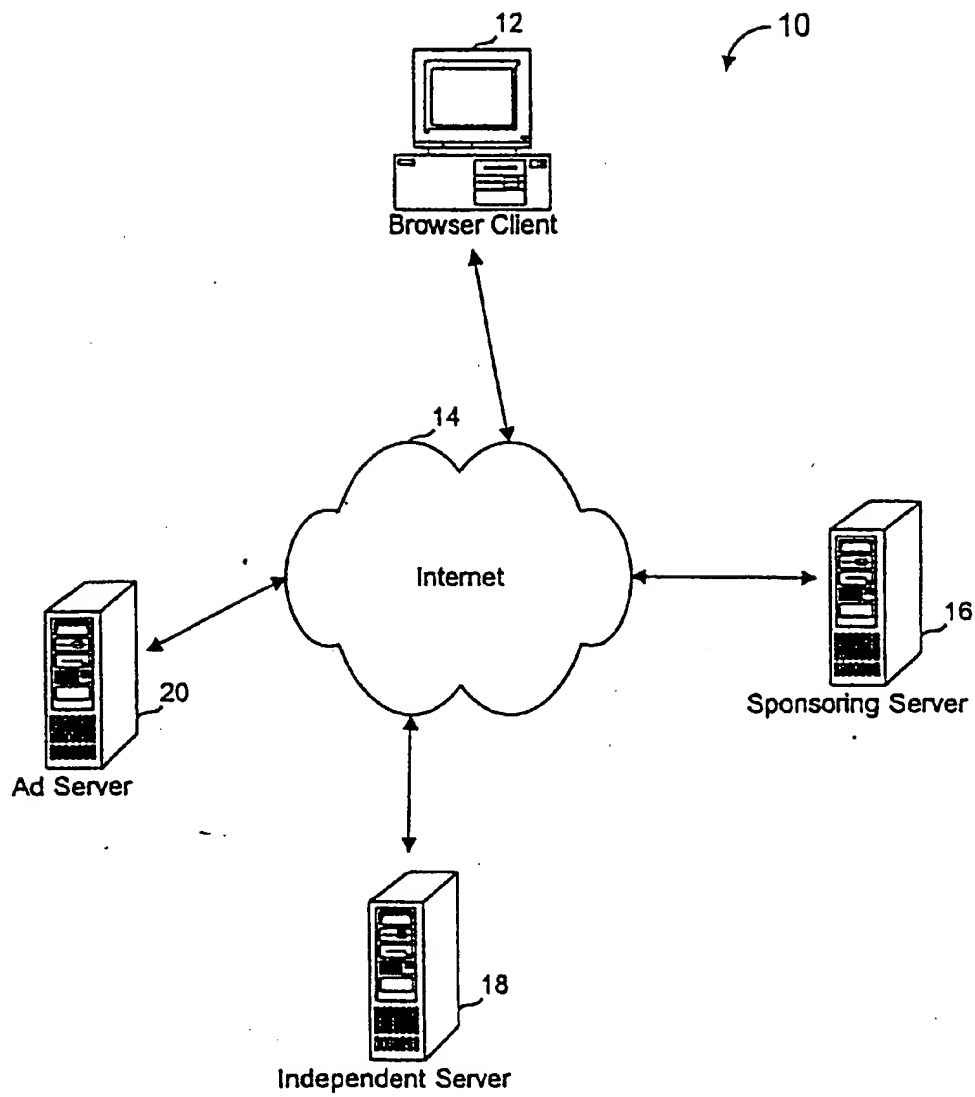 12
10
Browser Client
14
Internet
16
Sponsoring Server
20
Ad Server
18
Independent Server